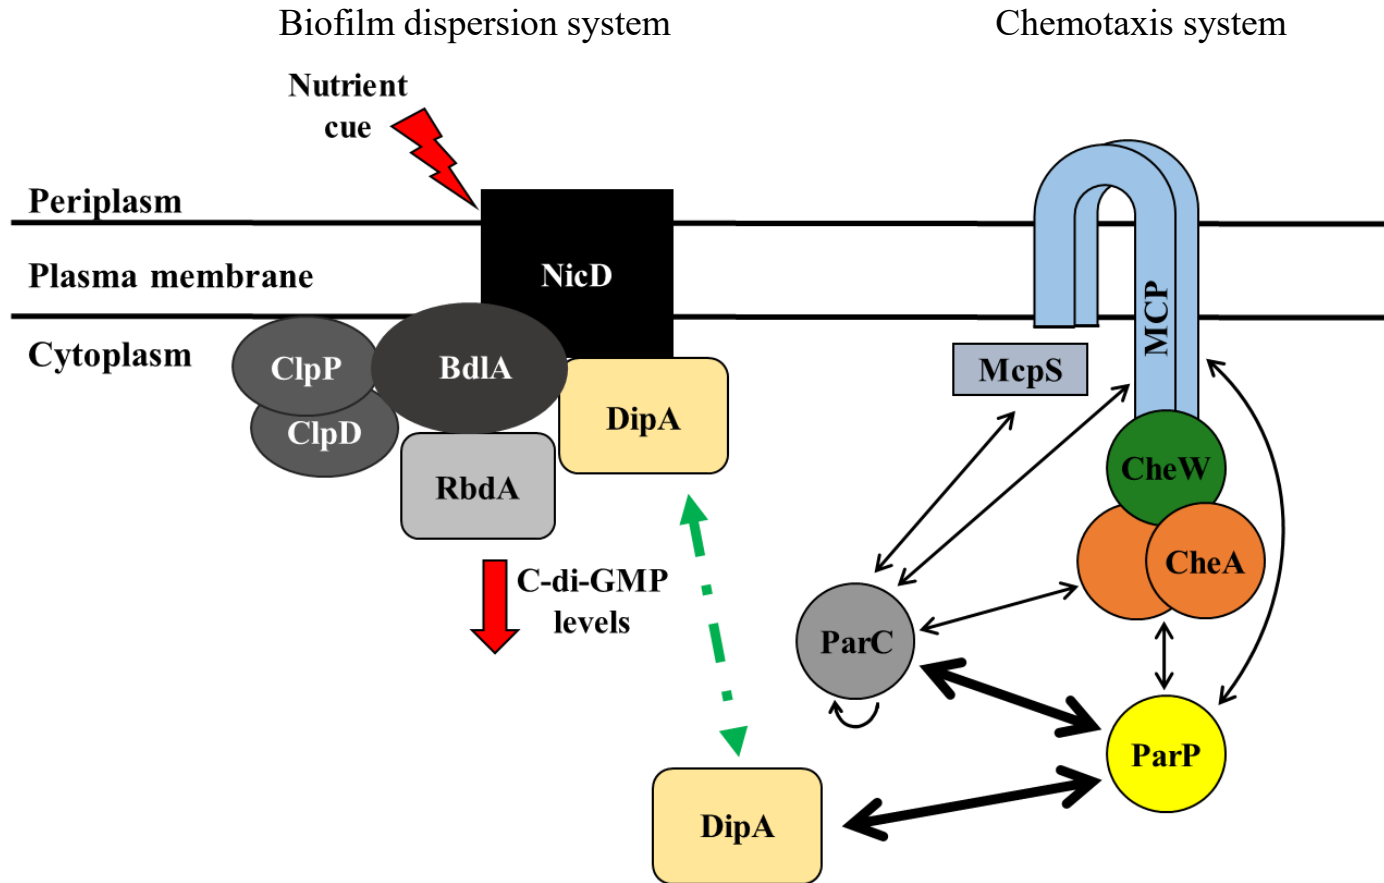 Biofilm dispersion system
Chemotaxis system
Nutrient
cue
Periplasm
Plasma membrane
Cytoplasm
NicD
ClpP
BdlA
ClpD
DipA
RbdA
C-di-GMP
levels
MCP
McpS
CheW
CheA
ParC
ParP
DipA